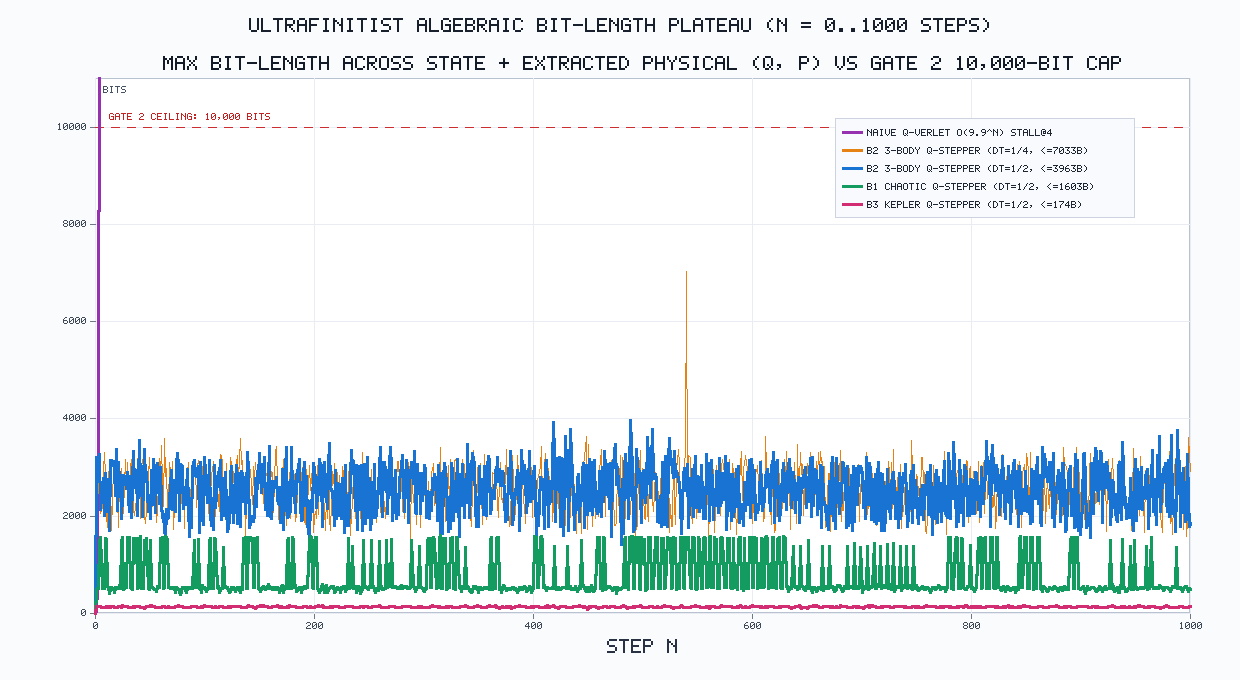 ULTRAFINITIST ALGEBRAIC BIT-LENGTH PLATEAU (N = 0..1000 STEPS)
MAX BIT-LENGTH ACROSS STATE + EXTRACTED PHYSICAL (Q, P) VS GATE 2 10,000-BIT CAP
BITS
GATE 2 CEILING: 10,000 BITS
10000
8000
6000
4000
2000
0
NAIVE Q-VERLET O(9.9^N) STALL@4
B2 3-BODY Q-STEPPER (DT=1/4, <=7033B)
B2 3-BODY Q-STEPPER (DT=1/2, <=3963B)
B1 CHAOTIC Q-STEPPER (DT=1/2, <=1603B)
B3 KEPLER Q-STEPPER (DT=1/2, <=174B)
0 200 400 600 800 1000
STEP N